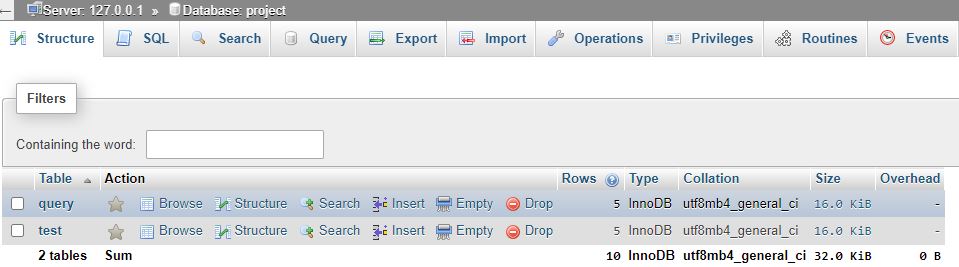 Server: 127.0.0.1 » Database: project
Structure SQL Search Query Export Import Operations Privileges Routines Events
Filters
Containing the word:
Table Action Rows Type Collation Size Overhead
query Browse Structure Search Insert Empty Drop 5 InnoDB utf8mb4_general_ci 16.0 KiB -
test Browse Structure Search Insert Empty Drop 5 InnoDB utf8mb4_general_ci 16.0 KiB -
2 tables Sum 10 InnoDB utf8mb4_general_ci 32.0 KiB 0 B